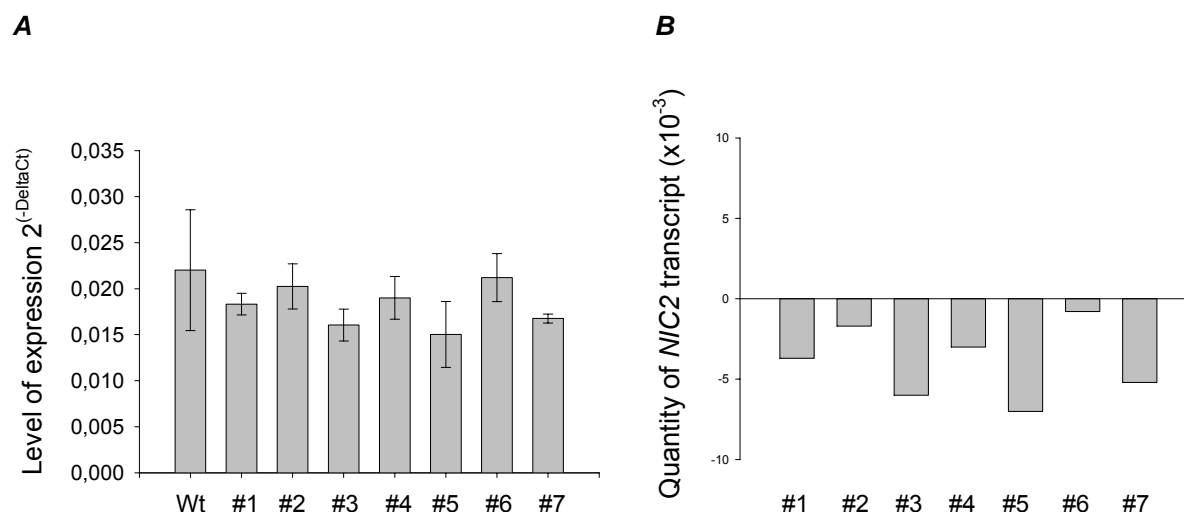 A
B
Level of expression 2^(-DeltaCt)
0,035
0,030
0,025
0,020
0,015
0,010
0,005
0,000
Wt #1 #2 #3 #4 #5 #6 #7
Quantity of NIC2 transcript (x10^-3)
10
5
0
-5
-10
#1 #2 #3 #4 #5 #6 #7